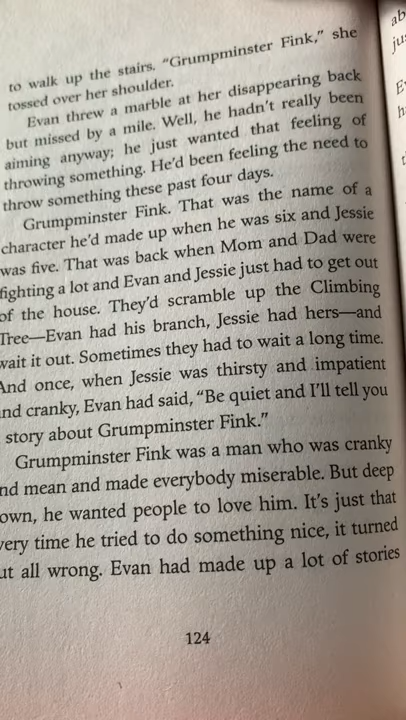 to walk up the stairs. “Grumpminster Fink,” she
tossed over her shoulder.
Evan threw a marble at her disappearing back
but missed by a mile. Well, he hadn’t really been
aiming anyway; he just wanted that feeling of
throwing something. He’d been feeling the need to
throw something these past four days.
Grumpminster Fink. That was the name of a
character he’d made up when he was six and Jessie
was five. That was back when Mom and Dad were
fighting a lot and Evan and Jessie just had to get out
of the house. They’d scramble up the Climbing
Tree—Evan had his branch, Jessie had hers—and
wait it out. Sometimes they had to wait a long time.
And once, when Jessie was thirsty and impatient
and cranky, Evan had said, “Be quiet and I’ll tell you
story about Grumpminster Fink.”
Grumpminster Fink was a man who was cranky
nd mean and made everybody miserable. But deep
own, he wanted people to love him. It’s just that
very time he tried to do something nice, it turned
ut all wrong. Evan had made up a lot of stories
124
ab
ju